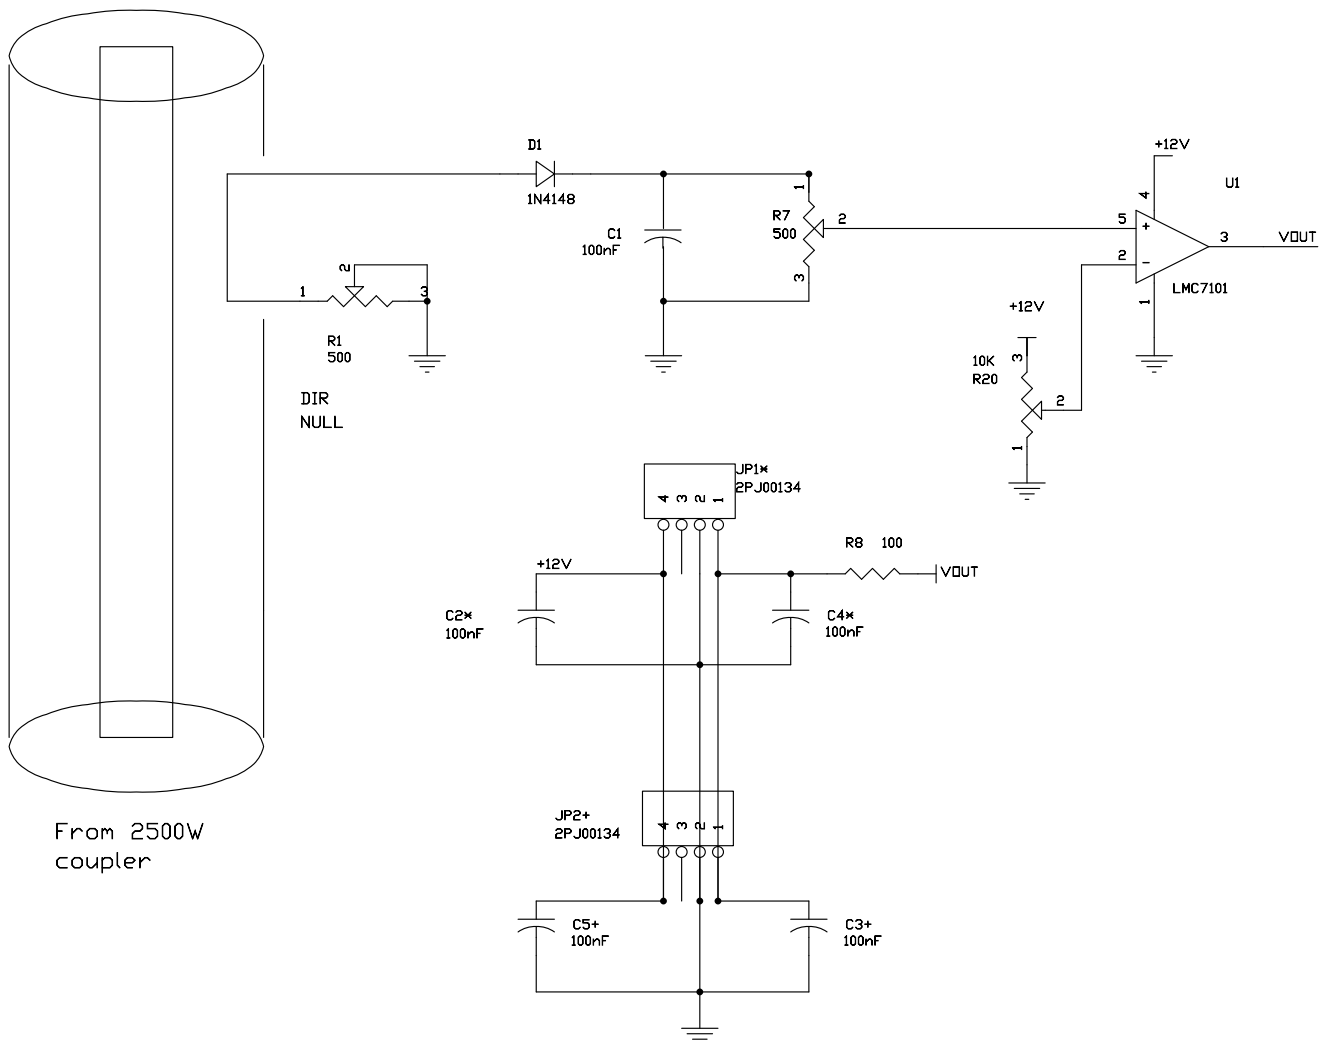 D1
1N4148
+12V
4
U1
1
R7
500
2
3
C1
100nF
5
+
2
-
3
VOUT
1
LMC7101
2
1
3
R1
500
DIR
NULL
+12V
3
10K
R20
2
1
JP1*
2PJ00134
4 3 2 1
R8 100
+12V
VOUT
C2*
100nF
C4*
100nF
JP2+
2PJ00134
4 3 2 1
From 2500W
coupler
C5+
100nF
C3+
100nF